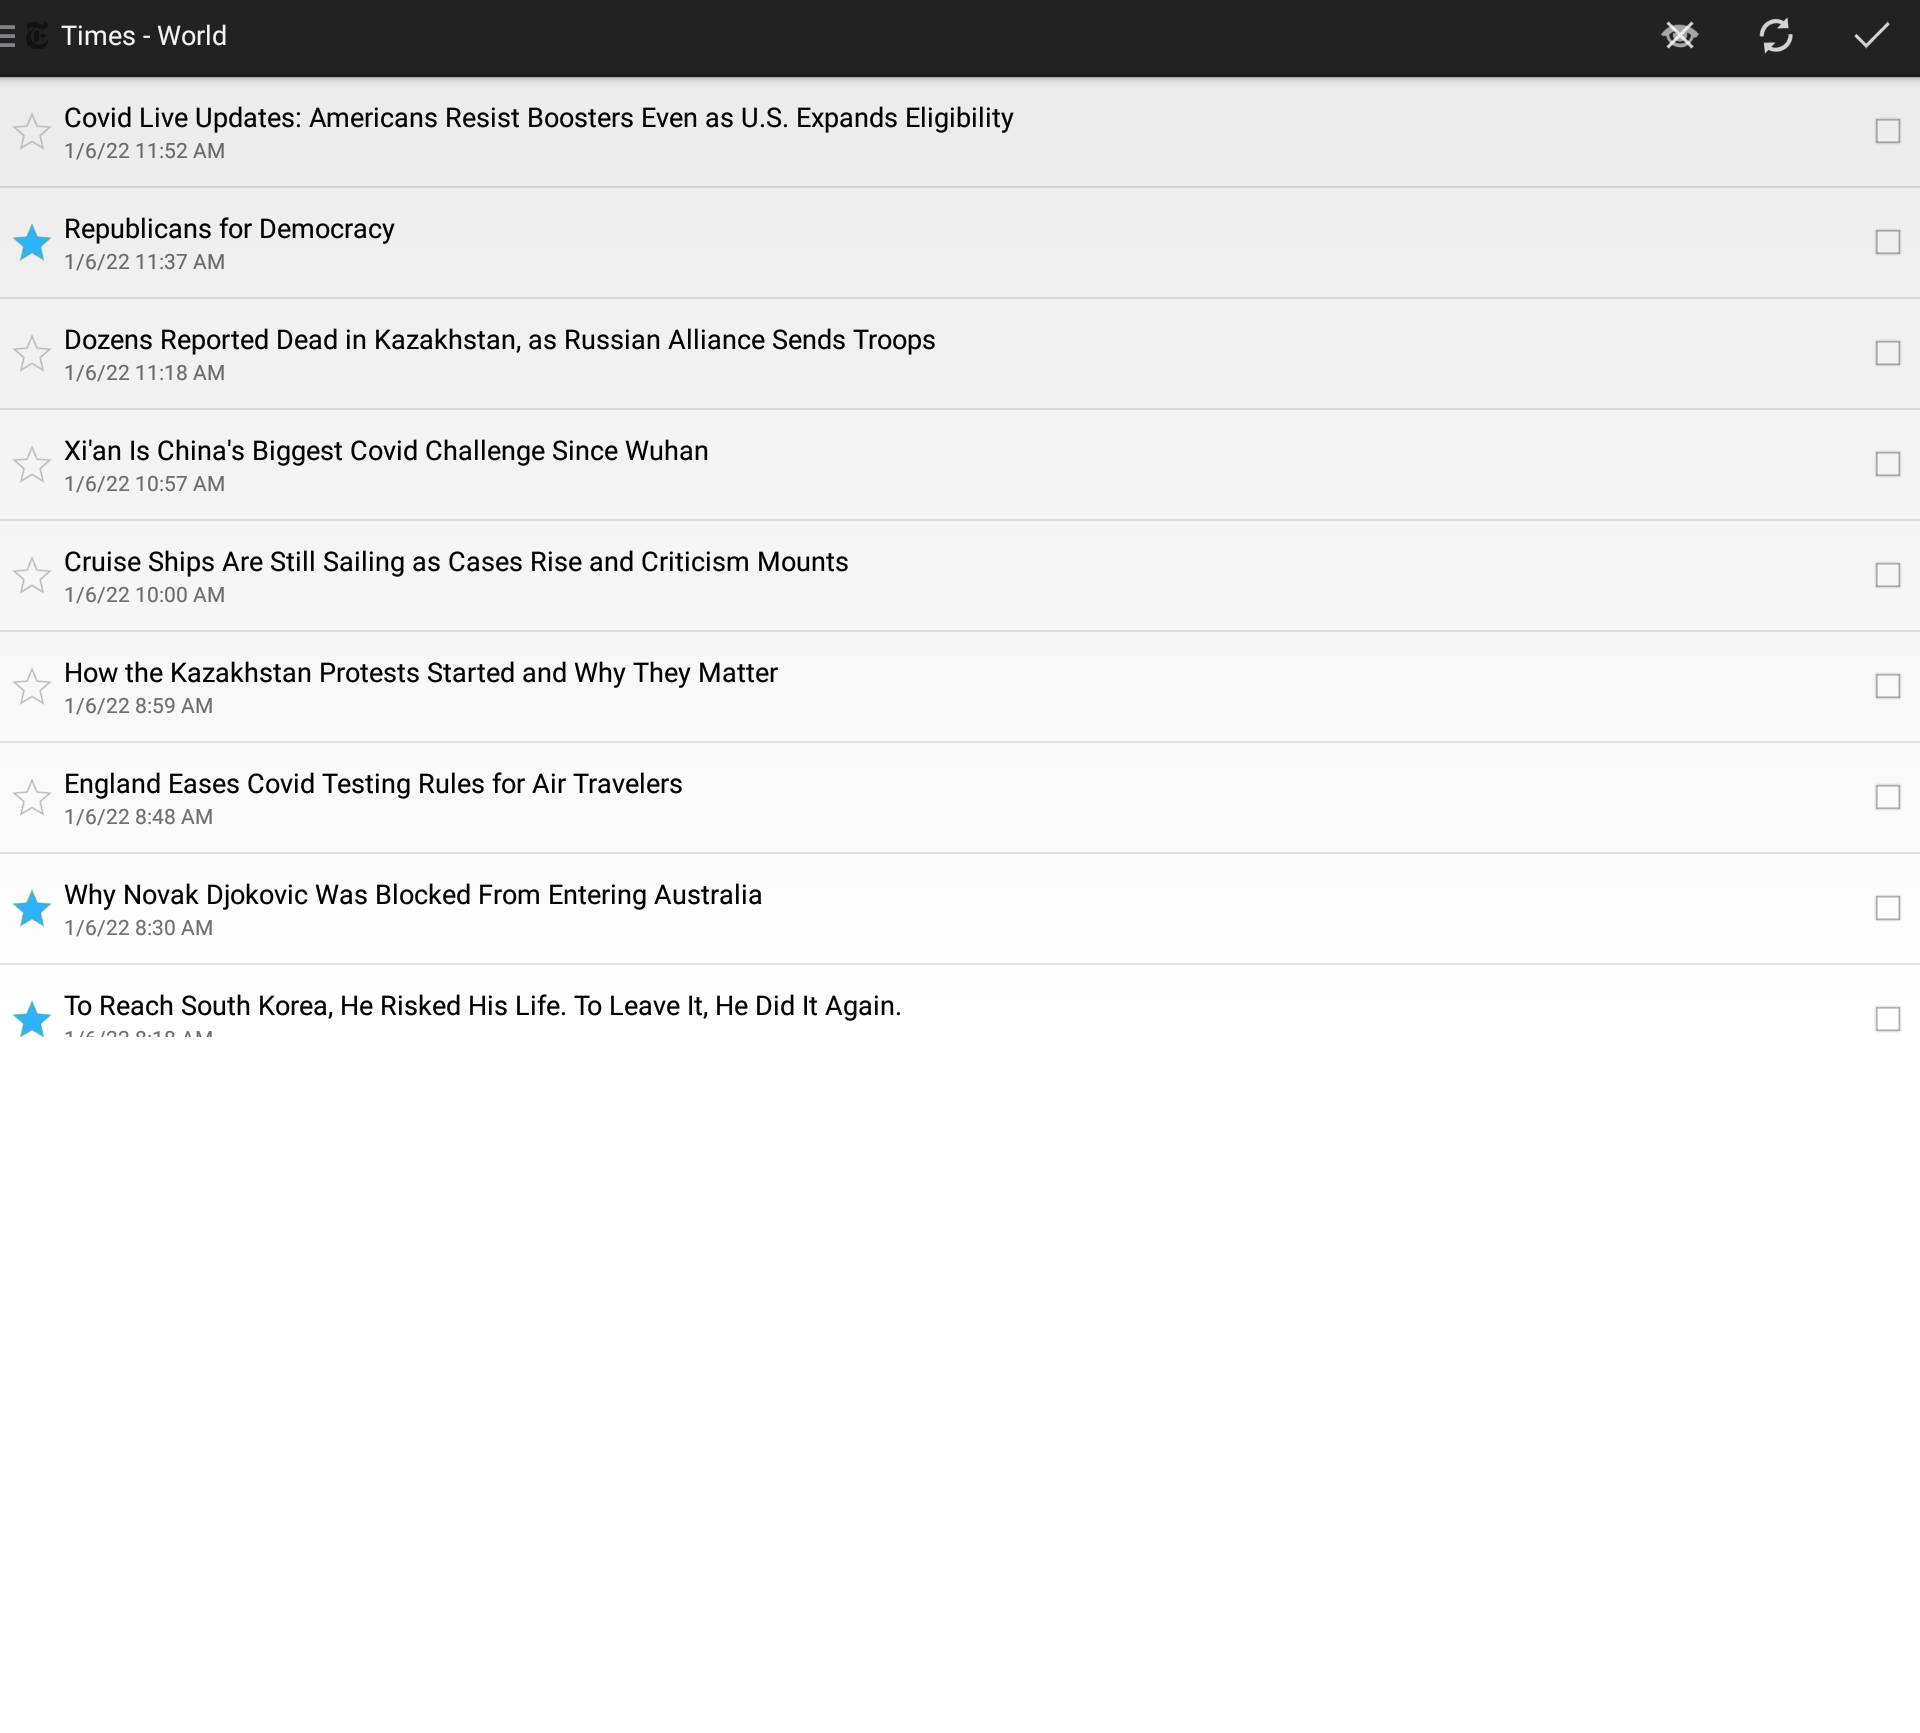 Times - World
Covid Live Updates: Americans Resist Boosters Even as U.S. Expands Eligibility
1/6/22 11:52 AM
Republicans for Democracy
1/6/22 11:37 AM
Dozens Reported Dead in Kazakhstan, as Russian Alliance Sends Troops
1/6/22 11:18 AM
Xi'an Is China's Biggest Covid Challenge Since Wuhan
1/6/22 10:57 AM
Cruise Ships Are Still Sailing as Cases Rise and Criticism Mounts
1/6/22 10:00 AM
How the Kazakhstan Protests Started and Why They Matter
1/6/22 8:59 AM
England Eases Covid Testing Rules for Air Travelers
1/6/22 8:48 AM
Why Novak Djokovic Was Blocked From Entering Australia
1/6/22 8:30 AM
To Reach South Korea, He Risked His Life. To Leave It, He Did It Again.
1/6/22 8:18 AM